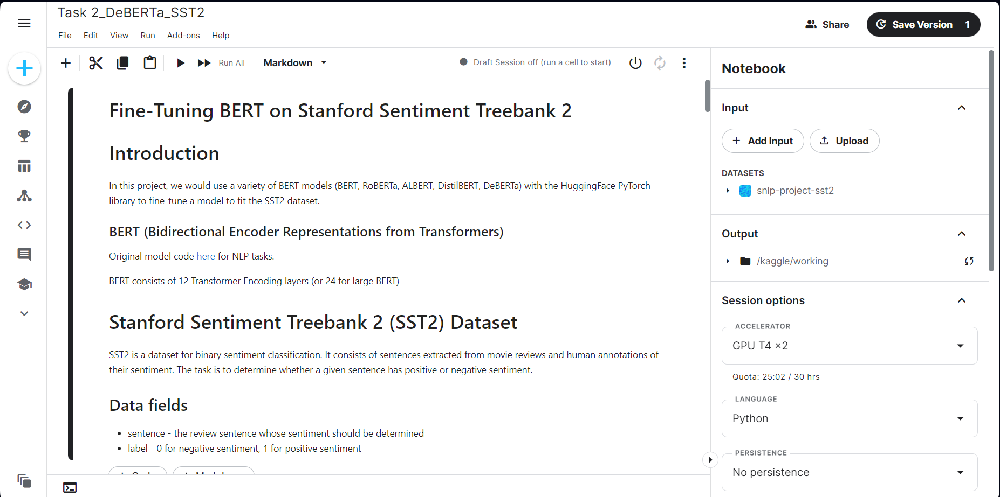 Task 2_DeBERTa_SST2
File Edit View Run Add-ons Help
Share
Save Version 1
Run All
Markdown
Draft Session off (run a cell to start)
Fine-Tuning BERT on Stanford Sentiment Treebank 2
Introduction
In this project, we would use a variety of BERT models (BERT, RoBERTa, ALBERT, DistilBERT, DeBERTa) with the HuggingFace PyTorch
library to fine-tune a model to fit the SST2 dataset.
BERT (Bidirectional Encoder Representations from Transformers)
Original model code here for NLP tasks.
BERT consists of 12 Transformer Encoding layers (or 24 for large BERT)
Stanford Sentiment Treebank 2 (SST2) Dataset
SST2 is a dataset for binary sentiment classification. It consists of sentences extracted from movie reviews and human annotations of
their sentiment. The task is to determine whether a given sentence has positive or negative sentiment.
Data fields
• sentence - the review sentence whose sentiment should be determined
• label - 0 for negative sentiment, 1 for positive sentiment
+ Code + Markdown
Notebook
Input
+ Add Input
Upload
DATASETS
snlp-project-sst2
Output
/kaggle/working
Session options
ACCELERATOR
GPU T4 ×2
Quota: 25:02 / 30 hrs
LANGUAGE
Python
PERSISTENCE
No persistence